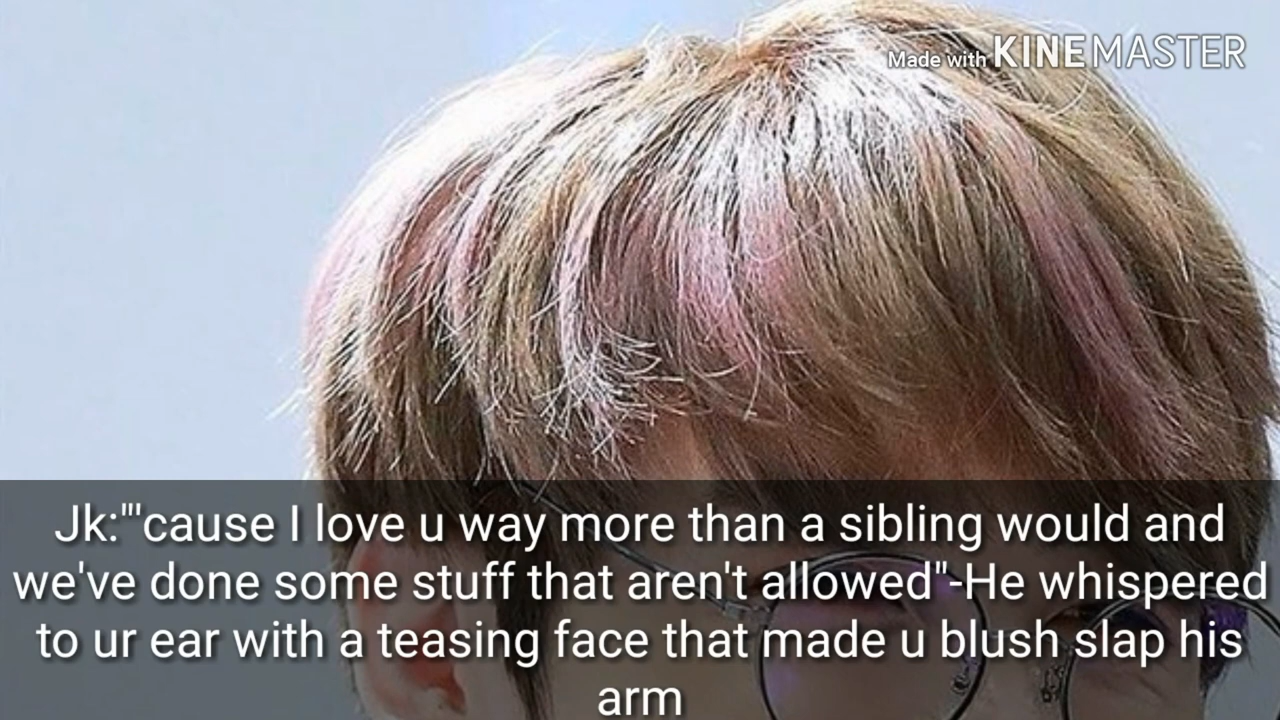 Made with KINEMASTER
Jk:"'cause I love u way more than a sibling would and
we've done some stuff that aren't allowed"-He whispered
to ur ear with a teasing face that made u blush slap his
arm